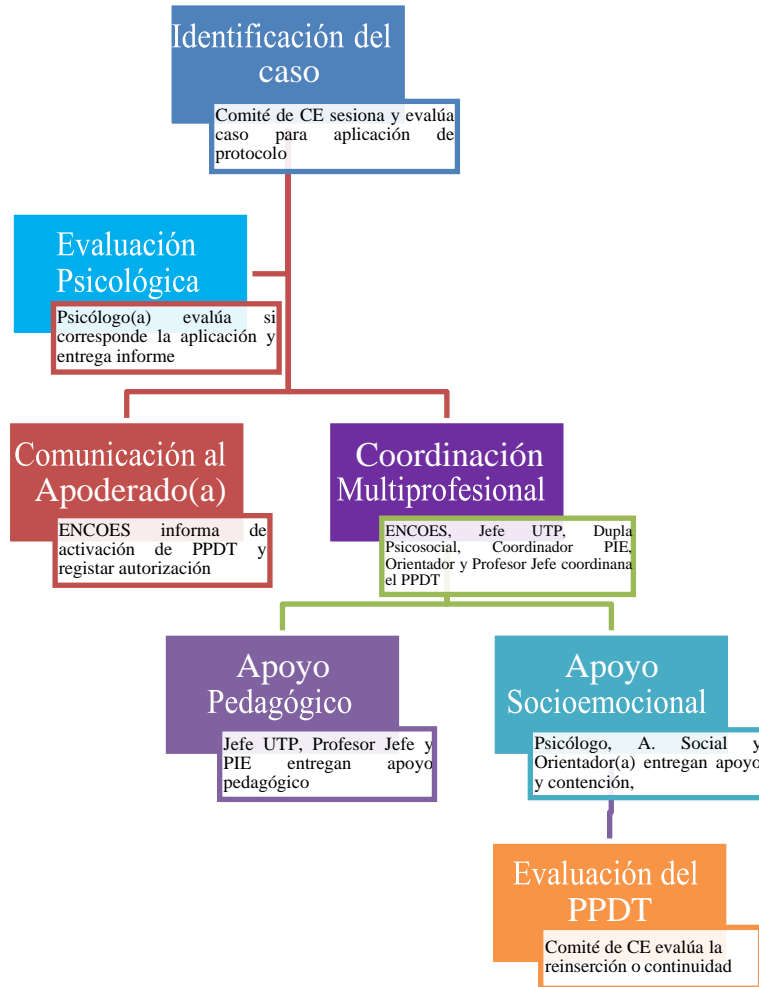 Identificación del
caso
Comité de CE sesiona y evalúa
caso para aplicación de
protocolo
Evaluación
Psicológica
Psicólogo(a) evalúa si
corresponde la aplicación y
entrega informe
Comunicación al
Apoderado(a)
ENCOES informa de
activación de PPDT y
registar autorización
Coordinación
Multiprofesional
ENCOES, Jefe UTP, Dupla
Psicosocial, Coordinador PIE,
Orientador y Profesor Jefe coordinana
el PPDT
Apoyo
Pedagógico
Jefe UTP, Profesor Jefe y
PIE entregan apoyo
pedagógico
Apoyo
Socioemocional
Psicólogo, A. Social y
Orientador(a) entregan apoyo
y contención,
Evaluación del
PPDT
Comité de CE evalúa la
reinserción o continuidad